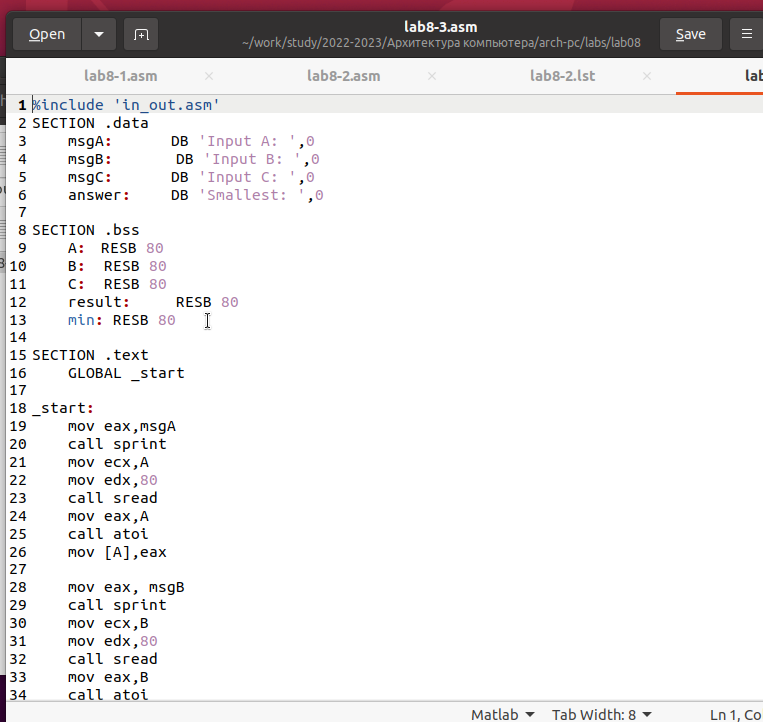 Open
lab8-3.asm
~/work/study/2022-2023/Архитектура компьютера/arch-pc/labs/lab08
Save
lab8-1.asm
lab8-2.asm
lab8-2.lst
lab
1 %include 'in_out.asm'
2 SECTION .data
3 msgA: DB 'Input A: ',0
4 msgB: DB 'Input B: ',0
5 msgC: DB 'Input C: ',0
6 answer: DB 'Smallest: ',0
7
8 SECTION .bss
9 A: RESB 80
10 B: RESB 80
11 C: RESB 80
12 result: RESB 80
13 min: RESB 80
14
15 SECTION .text
16 GLOBAL _start
17
18 _start:
19 mov eax,msgA
20 call sprint
21 mov ecx,A
22 mov edx,80
23 call sread
24 mov eax,A
25 call atoi
26 mov [A],eax
27
28 mov eax, msgB
29 call sprint
30 mov ecx,B
31 mov edx,80
32 call sread
33 mov eax,B
34 call atoi
Matlab
Tab Width: 8
Ln 1, Co